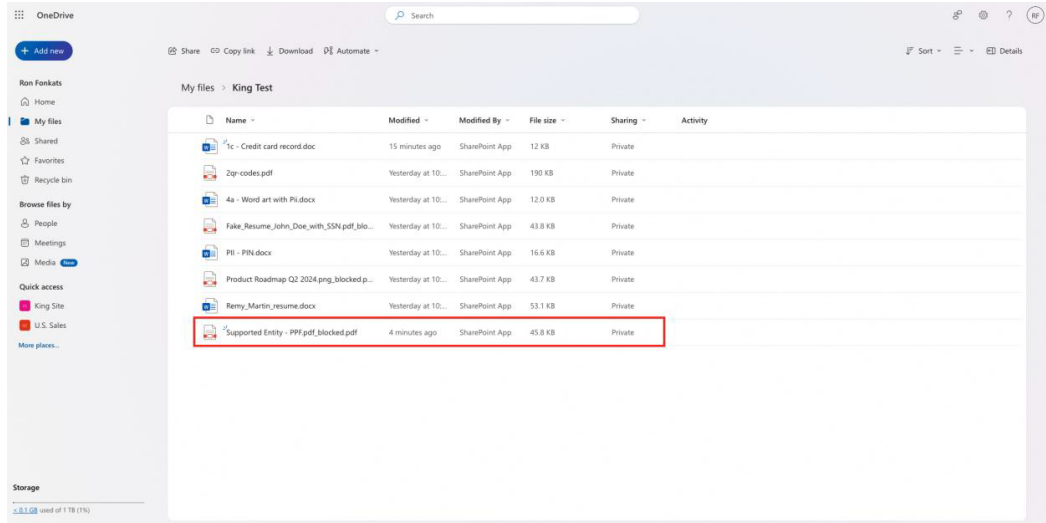 OneDrive
Search
RF
+ Add new
Share Copy link Download Automate
Sort Details
Ron Fonkats
Home
My files
Shared
Favorites
Recycle bin
Browse files by
People
Meetings
Media New
Quick access
King Site
U.S. Sales
More places...
My files > King Test
Name Modified Modified By File size Sharing Activity
1c - Credit card record.doc 15 minutes ago SharePoint App 12 KB Private
2qr-codes.pdf Yesterday at 10:... SharePoint App 190 KB Private
4a - Word art with Pii.docx Yesterday at 10:... SharePoint App 12.0 KB Private
Fake_Resume_John_Doe_with_SSN.pdf_blo... Yesterday at 10:... SharePoint App 43.8 KB Private
PII - PIN.docx Yesterday at 10:... SharePoint App 16.6 KB Private
Product Roadmap Q2 2024.png_blocked.p... Yesterday at 10:... SharePoint App 43.7 KB Private
Remy_Martin_resume.docx Yesterday at 10:... SharePoint App 53.1 KB Private
Supported Entity - PPF.pdf_blocked.pdf 4 minutes ago SharePoint App 45.8 KB Private
Storage
< 0.1 GB used of 1 TB (1%)